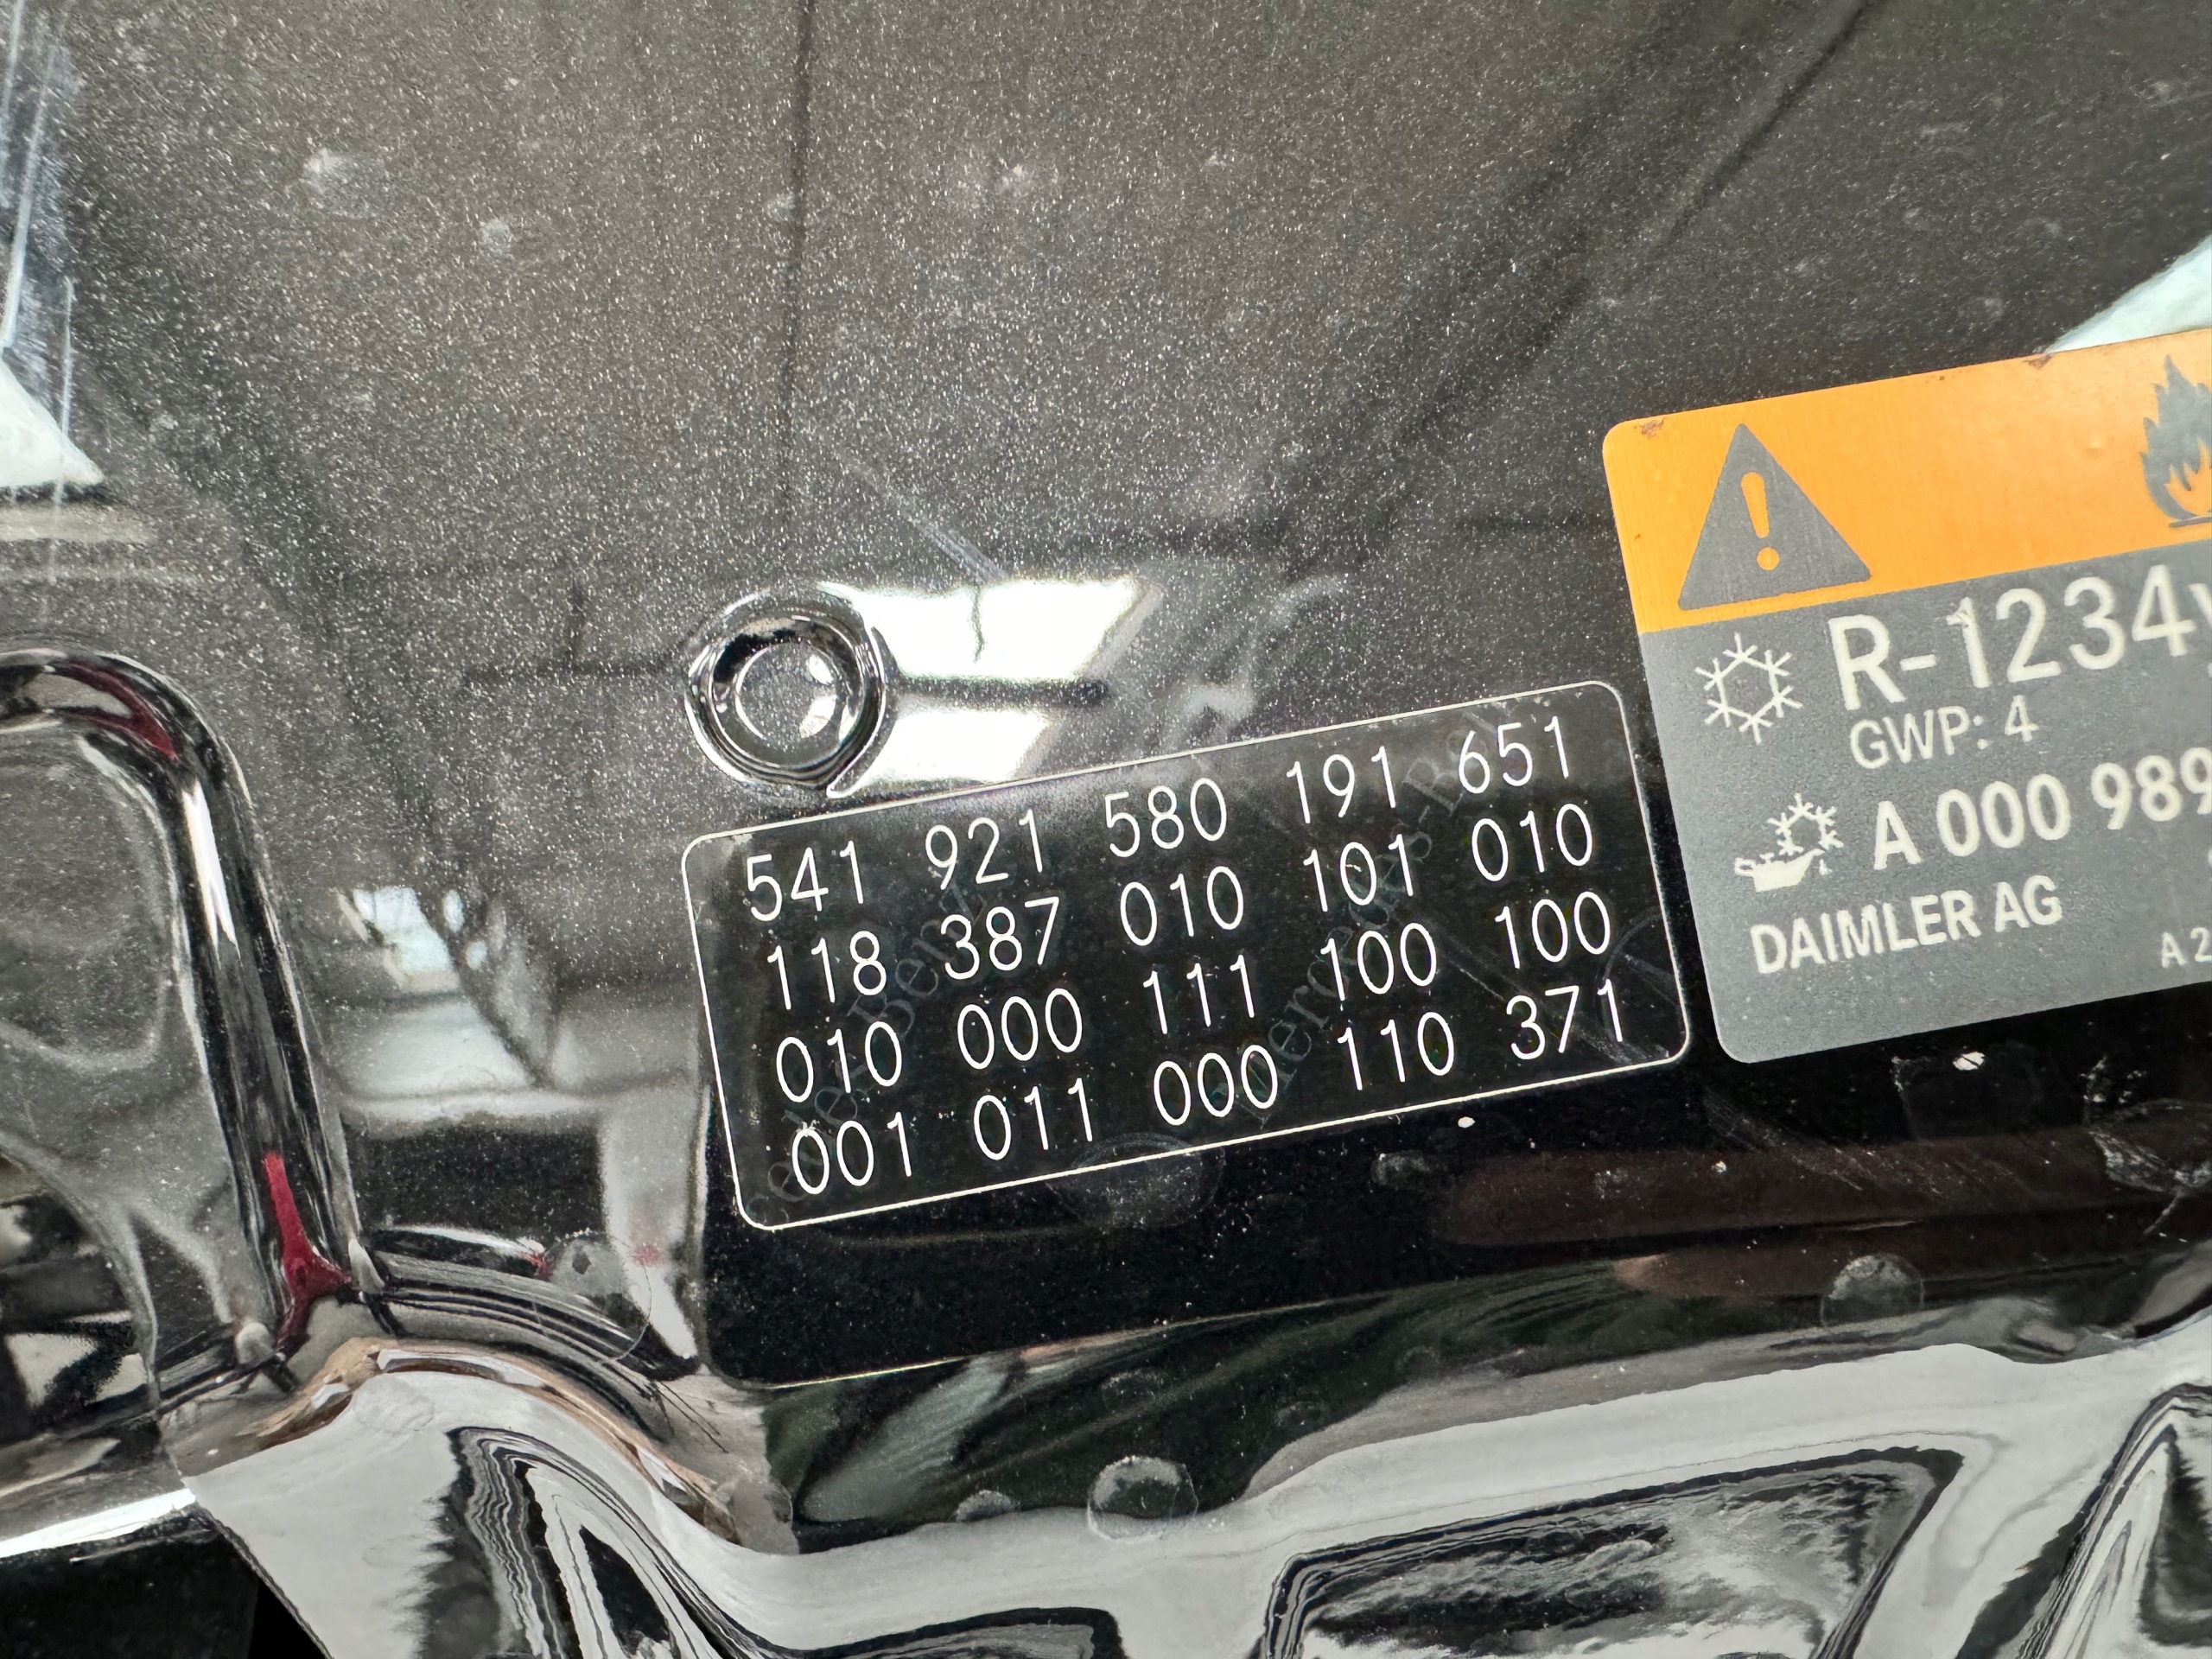 541 921 580 191 651
118 387 010 101 010
010 000 111 100 100
001 011 000 110 371
R-1234
GWP: 4
A 000 989
DAIMLER AG
A 2